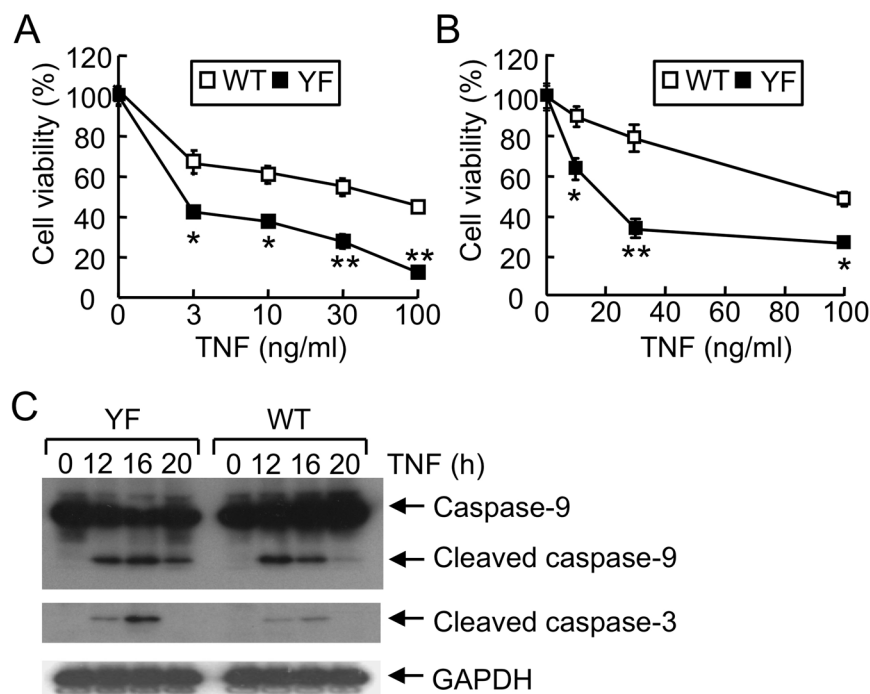 A
Cell viability (%)
120
100
80
60
40
20
0
WT YF
* * ** **
0 3 10 30 100
TNF (ng/ml)
B
Cell viability (%)
120
100
80
60
40
20
0
WT YF
* ** *
0 20 40 60 80 100
TNF (ng/ml)
C
YF WT
0 12 16 20 0 12 16 20 TNF (h)
Caspase-9
Cleaved caspase-9
Cleaved caspase-3
GAPDH